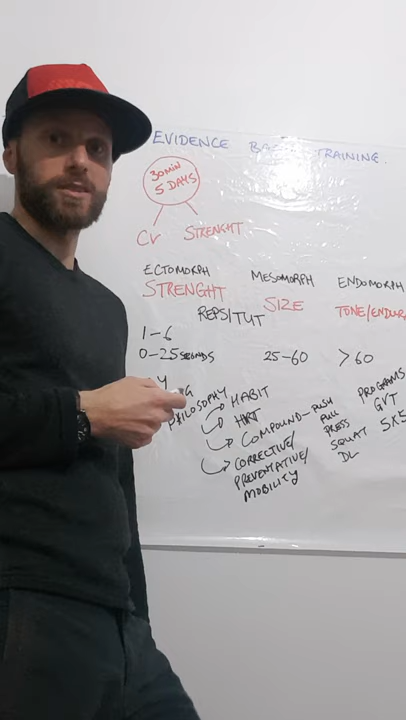 EVIDENCE BASED TRAINING.
30MIN
5 DAYS
CV STRENGHT
ECTOMORPH MESOMORPH ENDOMORPH
STRENGHT SIZE TONE/ENDUR
REPS/TUT
1-6
0-25 SECONDS 25-60 >60
PHILOSOPHY
HABIT
HIRT
COMPOUND - PUSH
PULL
PRESS
SQUAT
DL
CORRECTIVE/
PREVENTATIVE/
MOBILITY
PROGRAMS
GVT
5X5